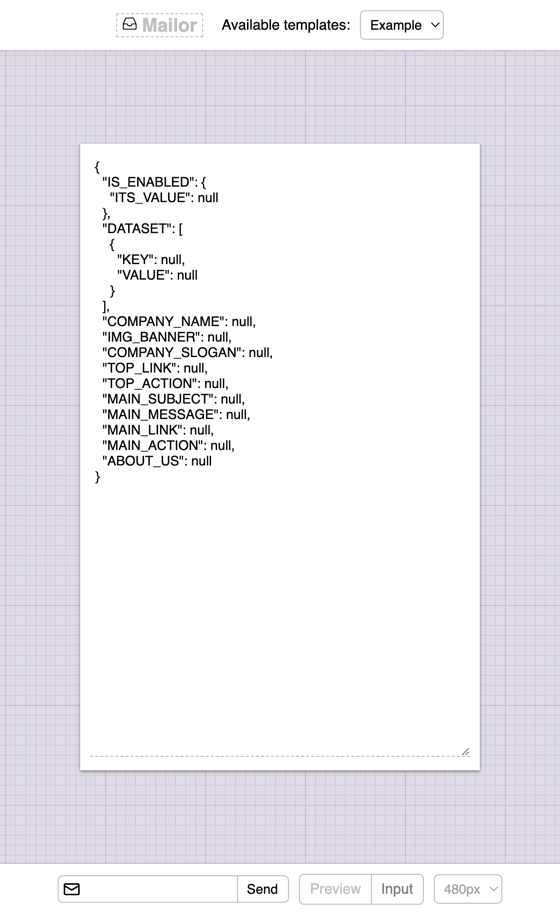 Mailor Available templates: Example
{
"IS_ENABLED": {
"ITS_VALUE": null
},
"DATASET": [
{
"KEY": null,
"VALUE": null
}
],
"COMPANY_NAME": null,
"IMG_BANNER": null,
"COMPANY_SLOGAN": null,
"TOP_LINK": null,
"TOP_ACTION": null,
"MAIN_SUBJECT": null,
"MAIN_MESSAGE": null,
"MAIN_LINK": null,
"MAIN_ACTION": null,
"ABOUT_US": null
}
Send Preview Input 480px